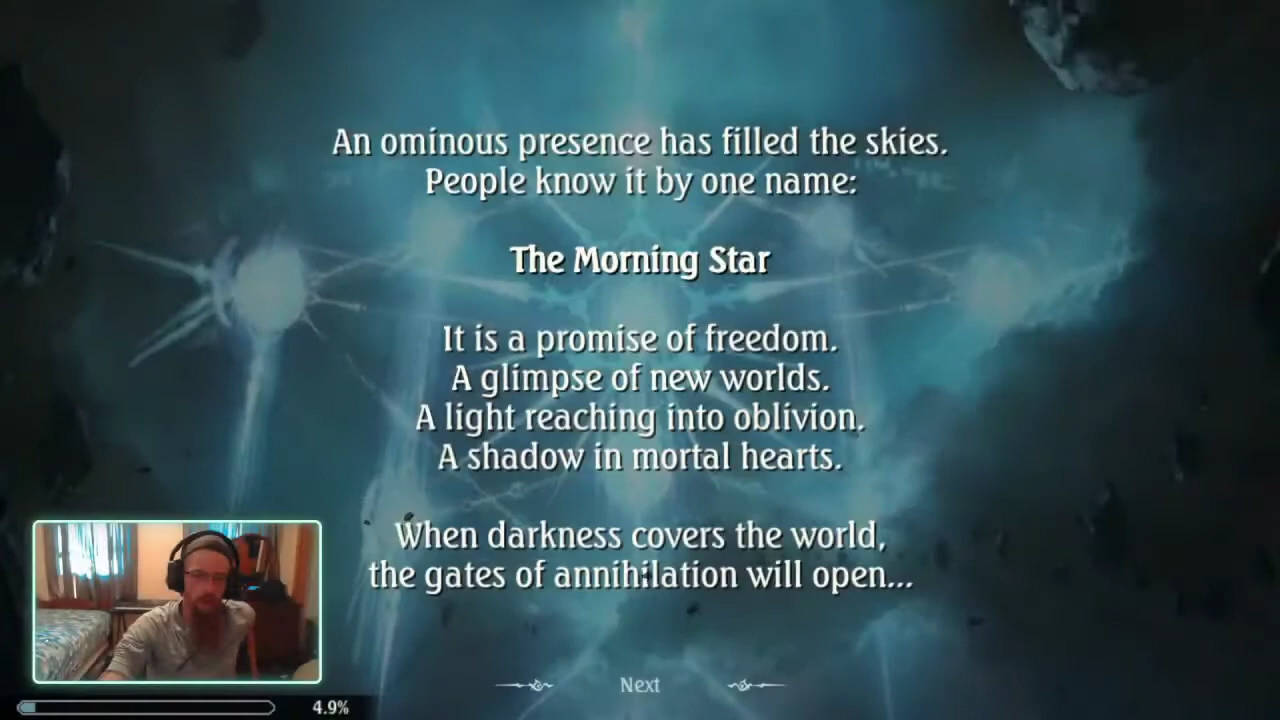 An ominous presence has filled the skies.
People know it by one name:
The Morning Star
It is a promise of freedom.
A glimpse of new worlds.
A light reaching into oblivion.
A shadow in mortal hearts.
When darkness covers the world,
the gates of annihilation will open...
Next
4.9%